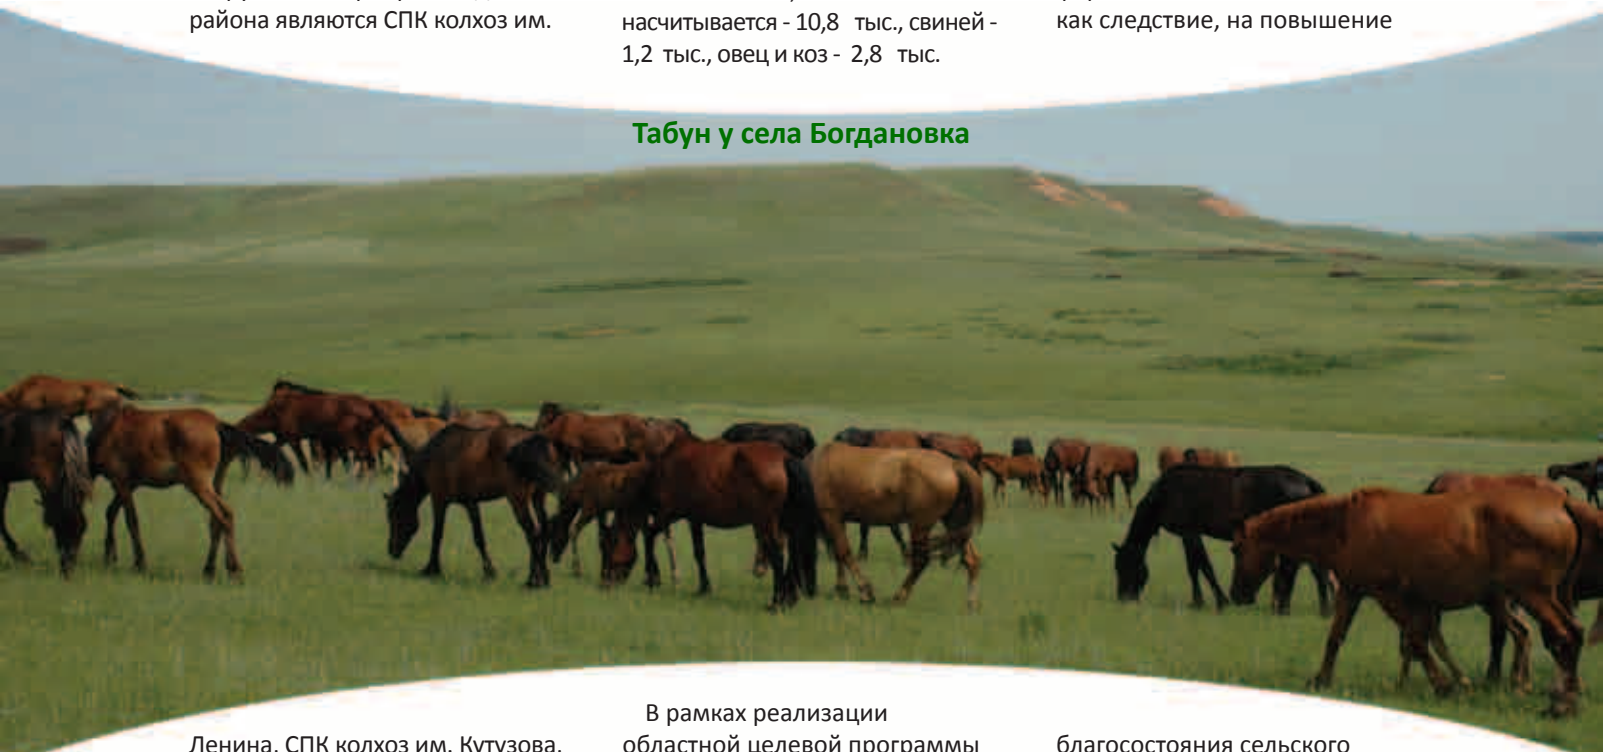 района являются СПК колхоз им.
насчитывается - 10,8 тыс., свиней -
1,2 тыс., овец и коз - 2,8 тыс.
как следствие, на повышение
Табун у села Богдановка
Ленина, СПК колхоз им. Кутузова,
В рамках реализации
областной целевой программы
благосостояния сельского